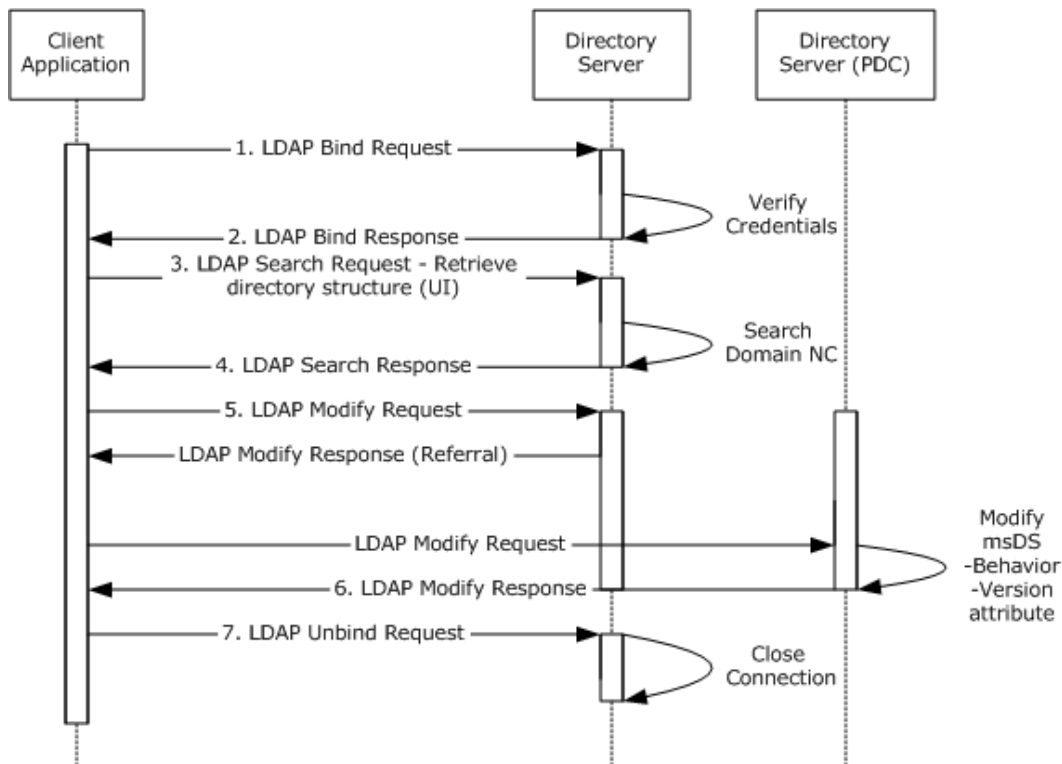 Client
Application
Directory
Server
Directory
Server (PDC)
1. LDAP Bind Request
Verify
Credentials
2. LDAP Bind Response
3. LDAP Search Request - Retrieve
directory structure (UI)
Search
Domain NC
4. LDAP Search Response
5. LDAP Modify Request
LDAP Modify Response (Referral)
LDAP Modify Request
Modify
msDS
-Behavior
-Version
attribute
6. LDAP Modify Response
7. LDAP Unbind Request
Close
Connection